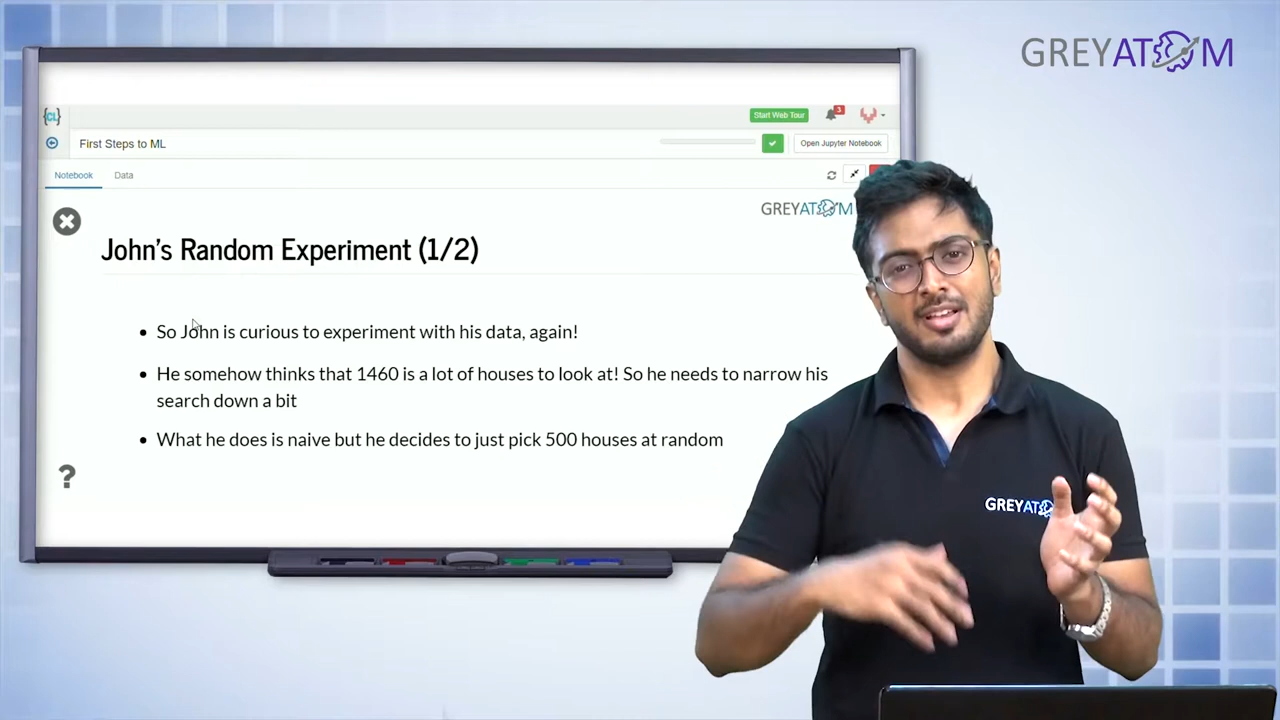 GREYATOM
{CL}
Start Web Tour
3
First Steps to ML
Open Jupyter Notebook
Notebook
Data
GREYATOM
John's Random Experiment (1/2)
• So John is curious to experiment with his data, again!
• He somehow thinks that 1460 is a lot of houses to look at! So he needs to narrow his
search down a bit
• What he does is naive but he decides to just pick 500 houses at random
?
GREYATO